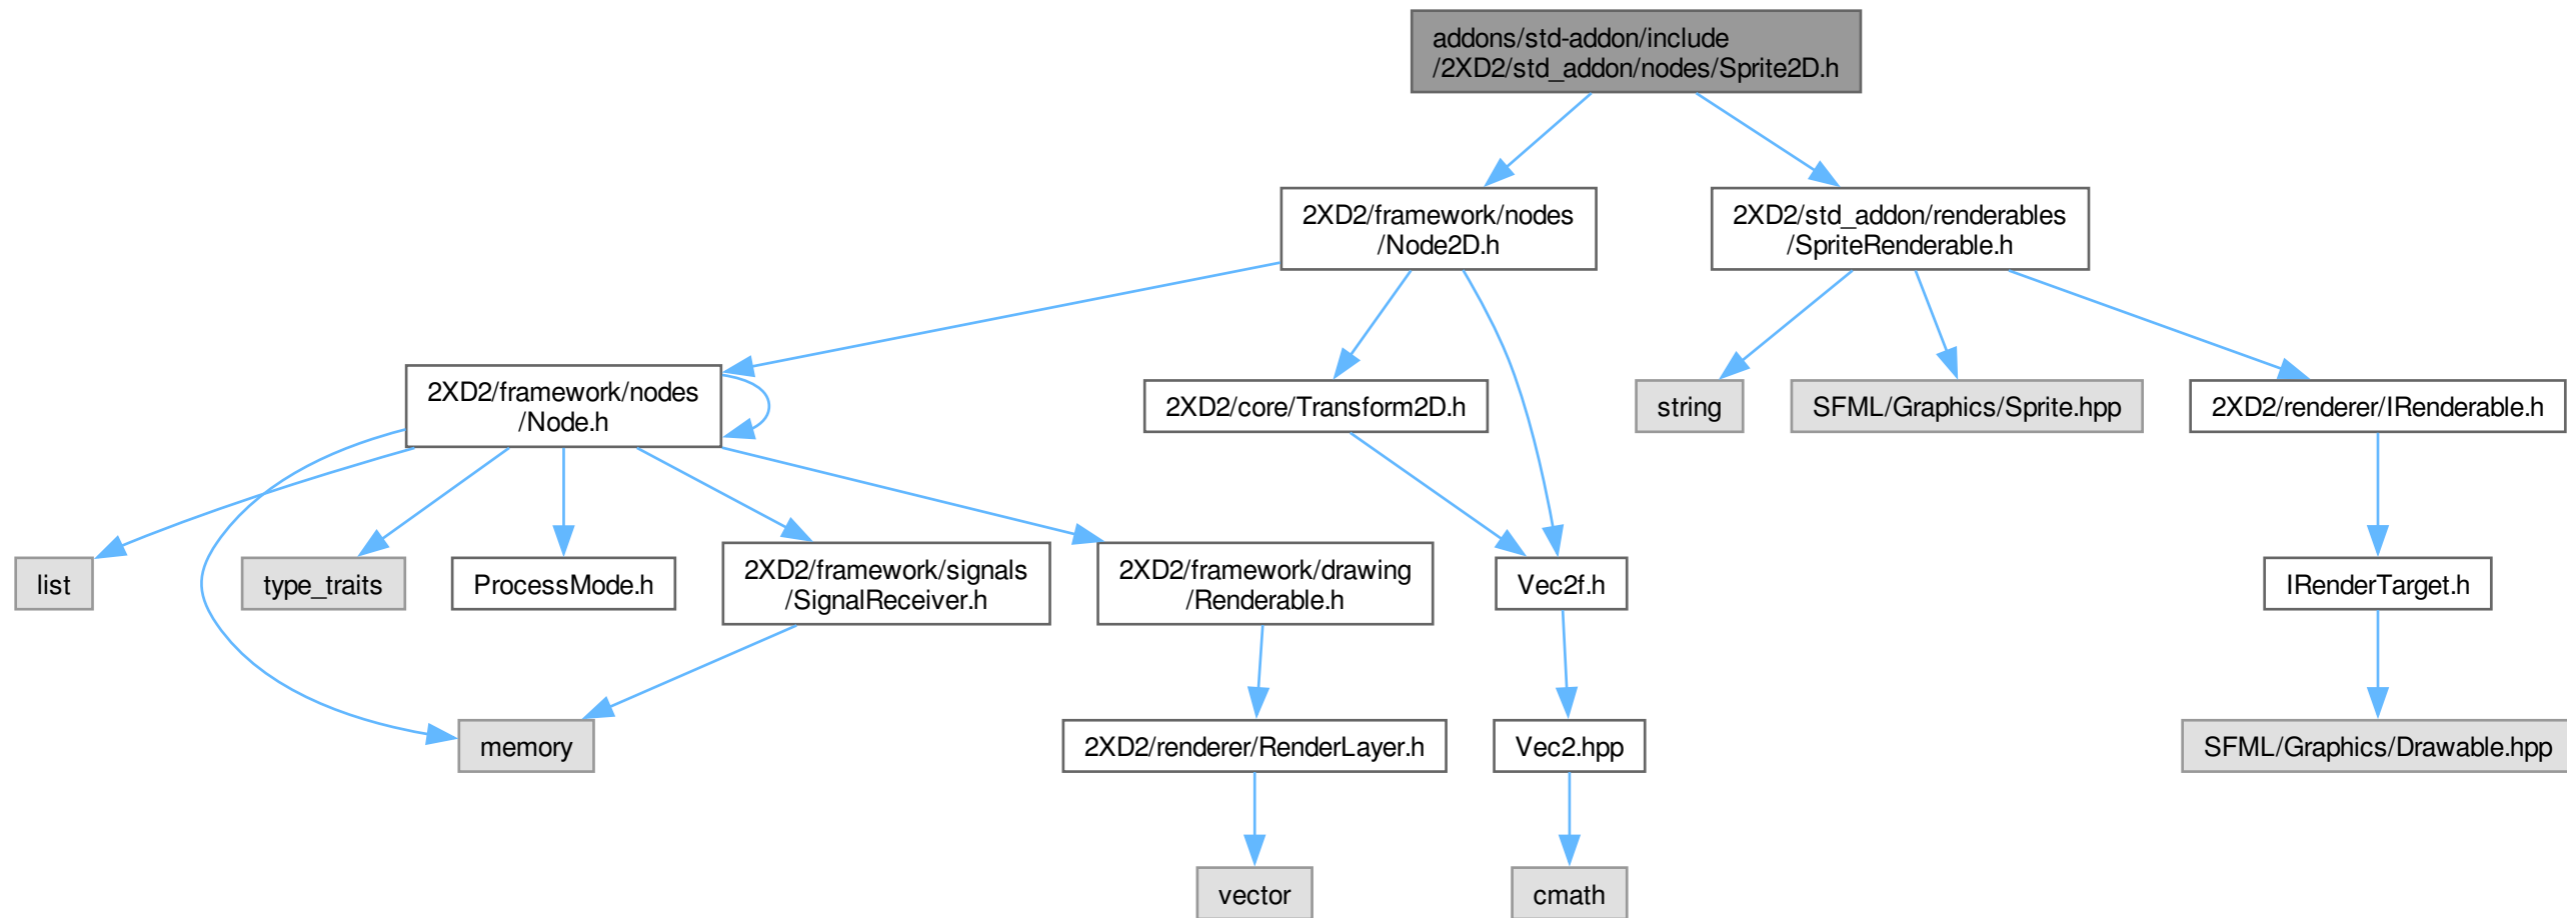 addons/std-addon/include
/2XD2/std_addon/nodes/Sprite2D.h
2XD2/framework/nodes
/Node2D.h
2XD2/std_addon/renderables
/SpriteRenderable.h
2XD2/framework/nodes
/Node.h
2XD2/core/Transform2D.h
string
SFML/Graphics/Sprite.hpp
2XD2/renderer/IRenderable.h
list
type_traits
ProcessMode.h
2XD2/framework/signals
/SignalReceiver.h
2XD2/framework/drawing
/Renderable.h
Vec2f.h
IRenderTarget.h
memory
2XD2/renderer/RenderLayer.h
Vec2.hpp
SFML/Graphics/Drawable.hpp
vector
cmath